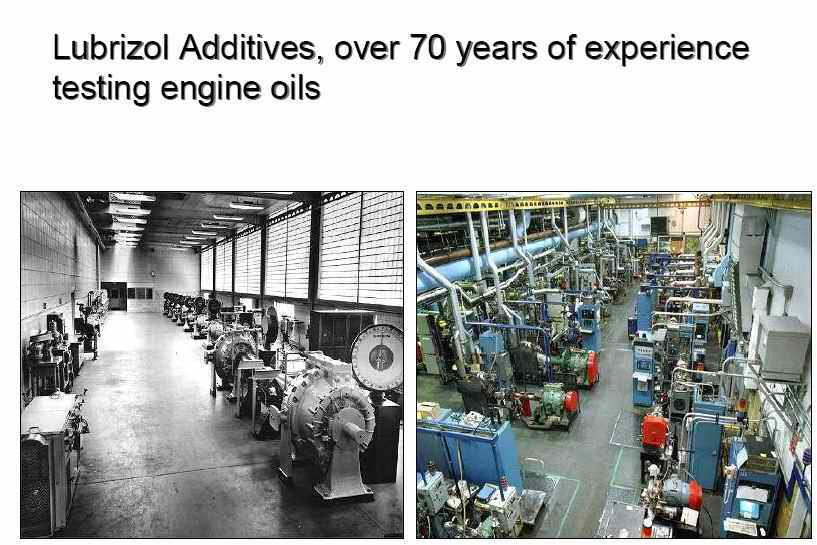 Lubrizol Additives, over 70 years of experience
testing engine oils